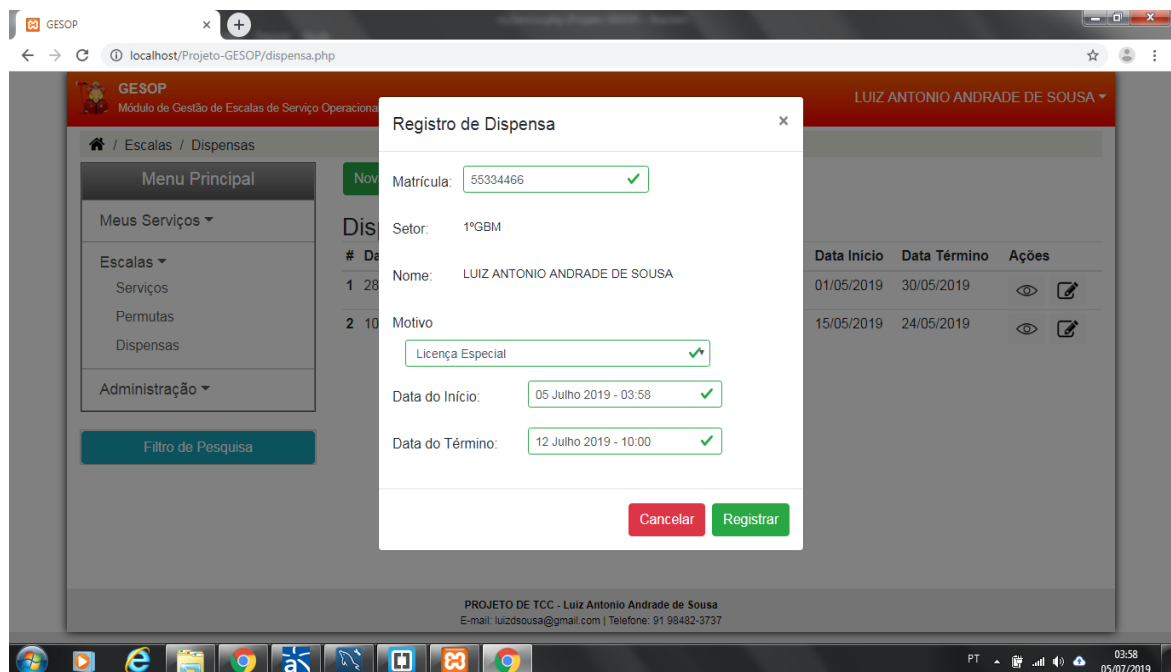 GESOP
localhost/Projeto-GESOP/dispensa.php
GESOP
Módulo de Gestão de Escalas de Serviço Operaciona
LUIZ ANTONIO ANDRADE DE SOUSA
/ Escalas / Dispensas
Menu Principal
Meus Serviços
Escalas
Serviços
Permutas
Dispensas
Administração
Filtro de Pesquisa
Nov
Dis
# Da
1 28
2 10
Data Início Data Término Ações
01/05/2019 30/05/2019
15/05/2019 24/05/2019
Registro de Dispensa ×
Matrícula: 55334466
Setor: 1ºGBM
Nome: LUIZ ANTONIO ANDRADE DE SOUSA
Motivo
Licença Especial
Data do Início: 05 Julho 2019 - 03:58
Data do Término: 12 Julho 2019 - 10:00
Cancelar Registrar
PROJETO DE TCC - Luiz Antonio Andrade de Sousa
E-mail: luizdsousa@gmail.com | Telefone: 91 98482-3737
PT
03:58
05/07/2019